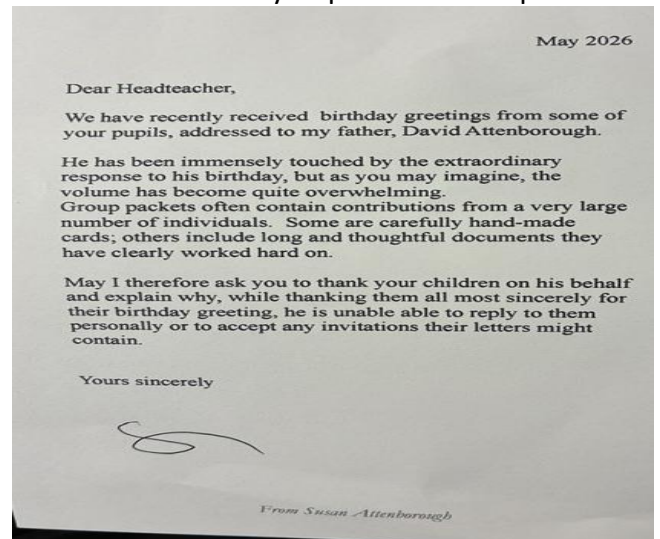 May 2026
Dear Headteacher,
We have recently received birthday greetings from some of
your pupils, addressed to my father, David Attenborough.
He has been immensely touched by the extraordinary
response to his birthday, but as you may imagine, the
volume has become quite overwhelming.
Group packets often contain contributions from a very large
number of individuals. Some are carefully hand-made
cards; others include long and thoughtful documents they
have clearly worked hard on.
May I therefore ask you to thank your children on his behalf
and explain why, while thanking them all most sincerely for
their birthday greeting, he is unable able to reply to them
personally or to accept any invitations their letters might
contain.
Yours sincerely
From Susan Attenborough